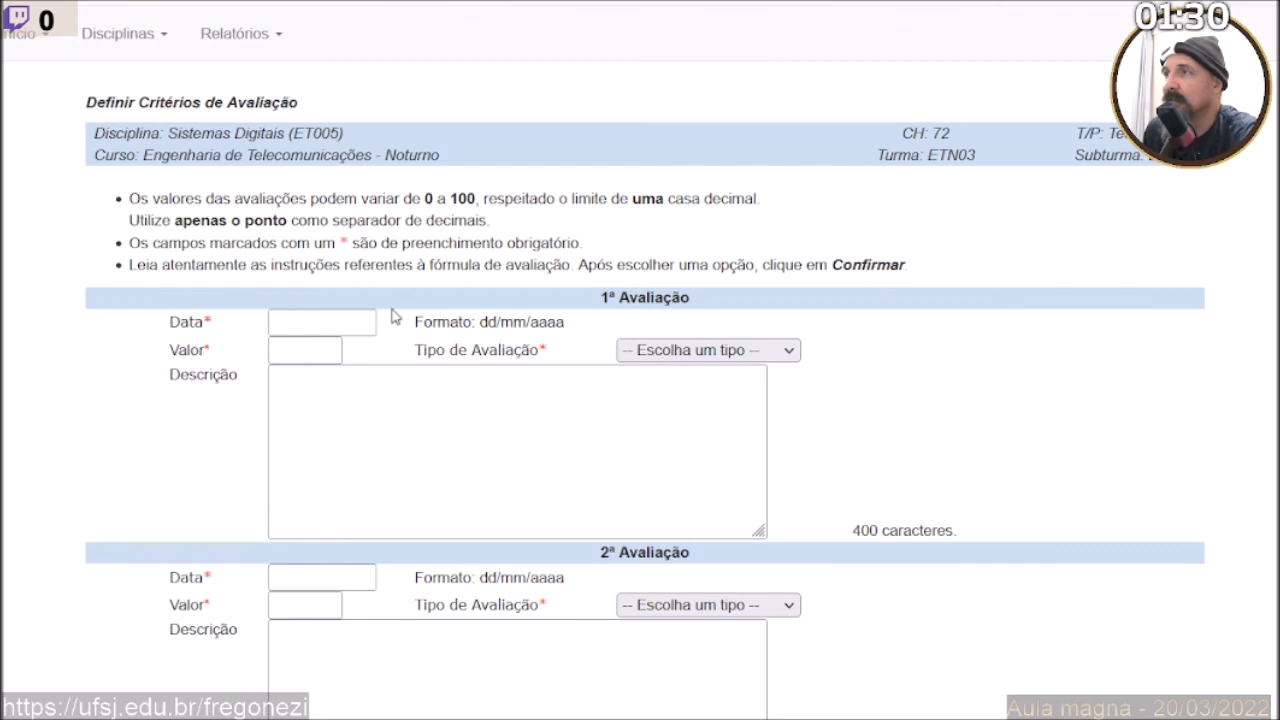 0
01:30
Disciplinas
Relatórios
Definir Critérios de Avaliação
Disciplina: Sistemas Digitais (ET005) CH: 72 T/P:
Curso: Engenharia de Telecomunicações - Noturno Turma: ETN03 Subturma:
Os valores das avaliações podem variar de 0 a 100, respeitado o limite de uma casa decimal.
Utilize apenas o ponto como separador de decimais.
Os campos marcados com um * são de preenchimento obrigatório.
Leia atentamente as instruções referentes à fórmula de avaliação. Após escolher uma opção, clique em Confirmar.
1ª Avaliação
Data* Formato: dd/mm/aaaa
Valor* Tipo de Avaliação* -- Escolha um tipo --
Descrição
400 caracteres.
2ª Avaliação
Data* Formato: dd/mm/aaaa
Valor* Tipo de Avaliação* -- Escolha um tipo --
Descrição
https://ufsj.edu.br/fregonezi
Aula magna - 20/03/2022